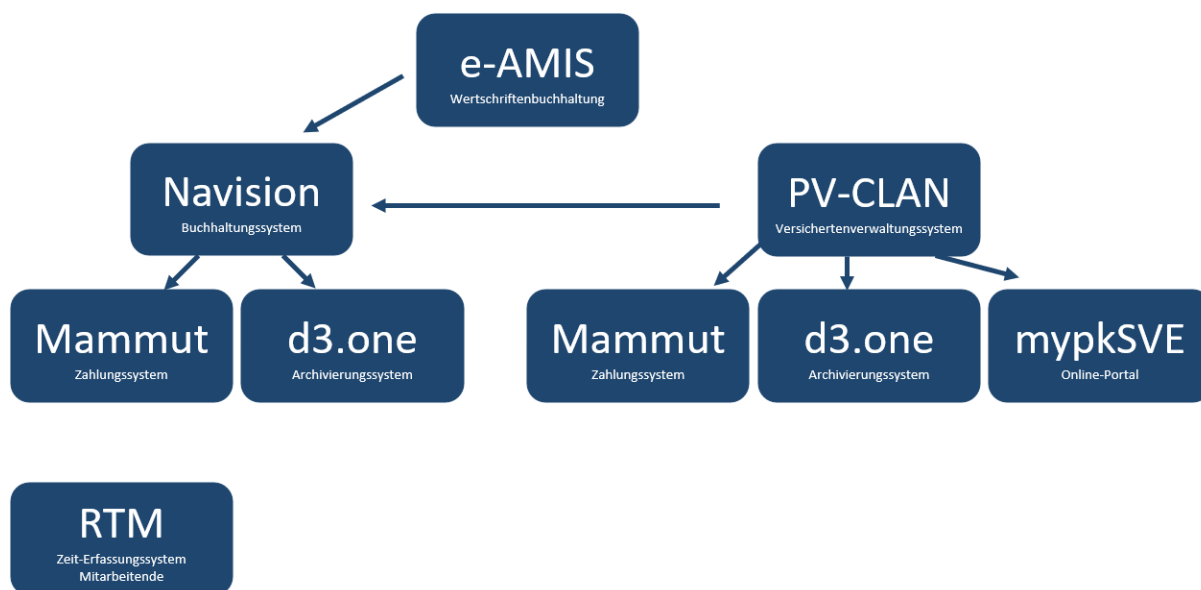 e-AMIS
Wertschriftenbuchhaltung
Navision
Buchhaltungssystem
PV-CLAN
Versichertenverwaltungssystem
Mammut
Zahlungssystem
d3.one
Archivierungssystem
Mammut
Zahlungssystem
d3.one
Archivierungssystem
mypkSVE
Online-Portal
RTM
Zeit-Erfassungssystem
Mitarbeitende